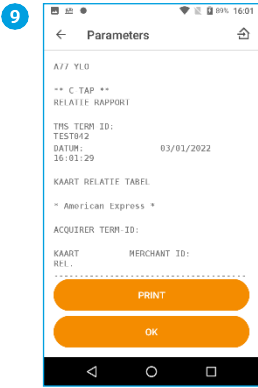 9
89% 16:01
Parameters
A77 YLO
** C TAP **
RELATIE RAPPORT
TMS TERM ID:
TEST042
DATUM: 03/01/2022
16:01:29
KAART RELATIE TABEL
* American Express *
ACQUIRER TERM-ID:
KAART MERCHANT ID:
REL.
--------------------------------------
PRINT
OK